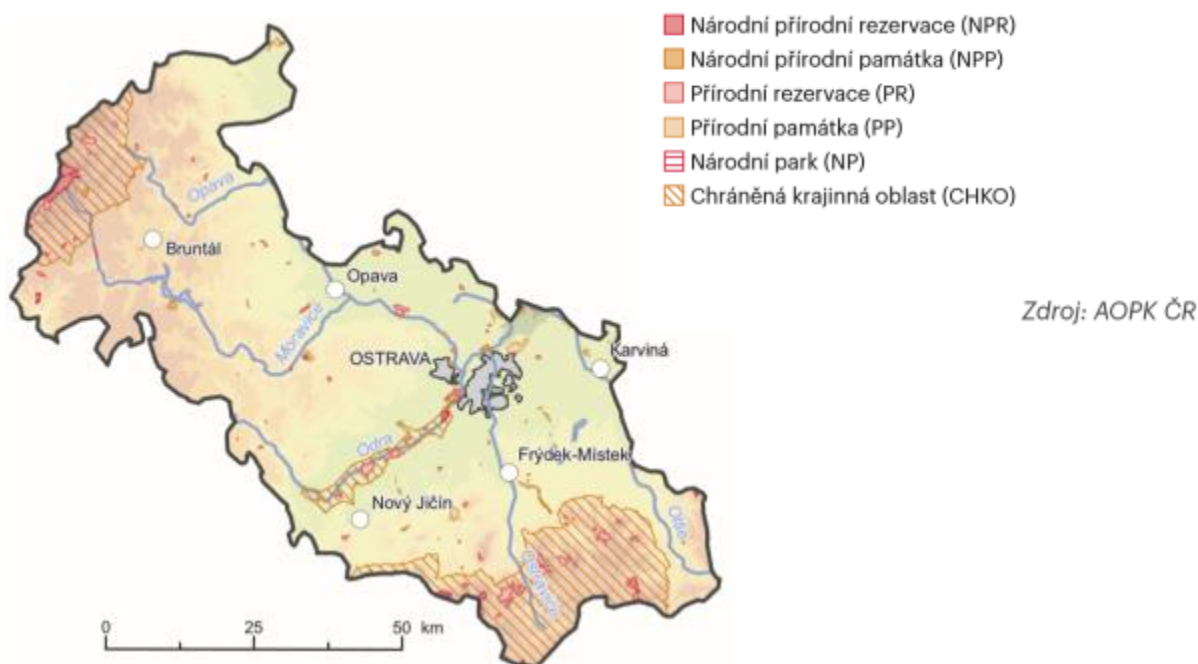 Národní přírodní rezervace (NPR)
Národní přírodní památka (NPP)
Přírodní rezervace (PR)
Přírodní památka (PP)
Národní park (NP)
Chráněná krajinná oblast (CHKO)
Zdroj: AOPK ČR
Opava
Bruntál
Opava
Moravice
OSTRAVA
Karviná
Odra
Frýdek-Místek
Nový Jičín
Olše
Ostravice
0 25 50 km